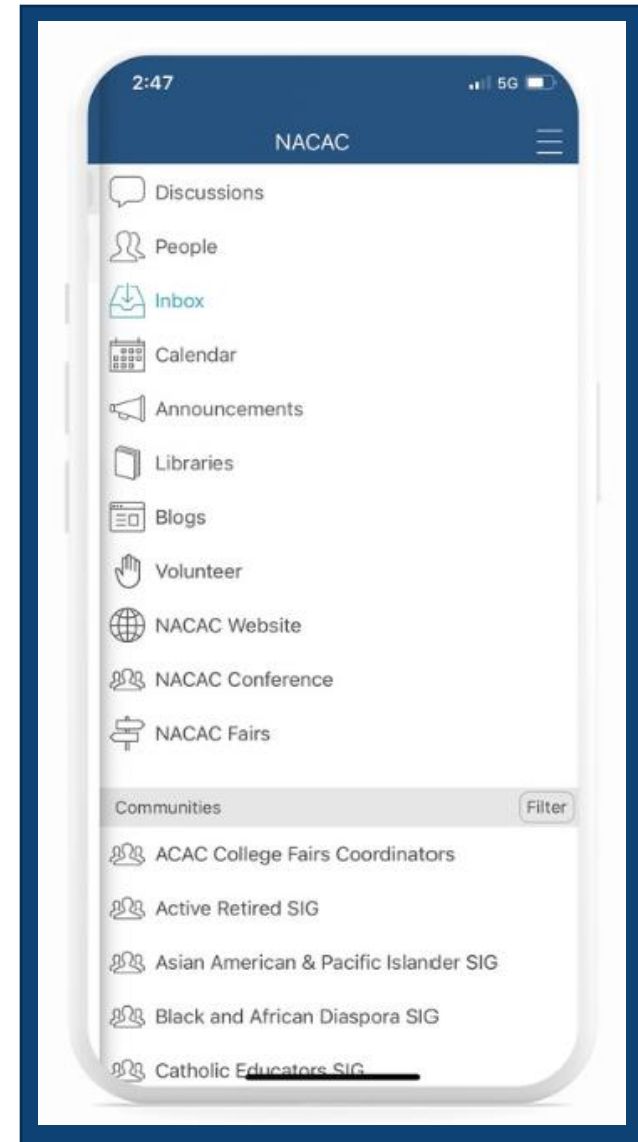 2:47
5G
NACAC
Discussions
People
Inbox
Calendar
Announcements
Libraries
Blogs
Volunteer
NACAC Website
NACAC Conference
NACAC Fairs
Communities
Filter
ACAC College Fairs Coordinators
Active Retired SIG
Asian American & Pacific Islander SIG
Black and African Diaspora SIG
Catholic Educators SIG